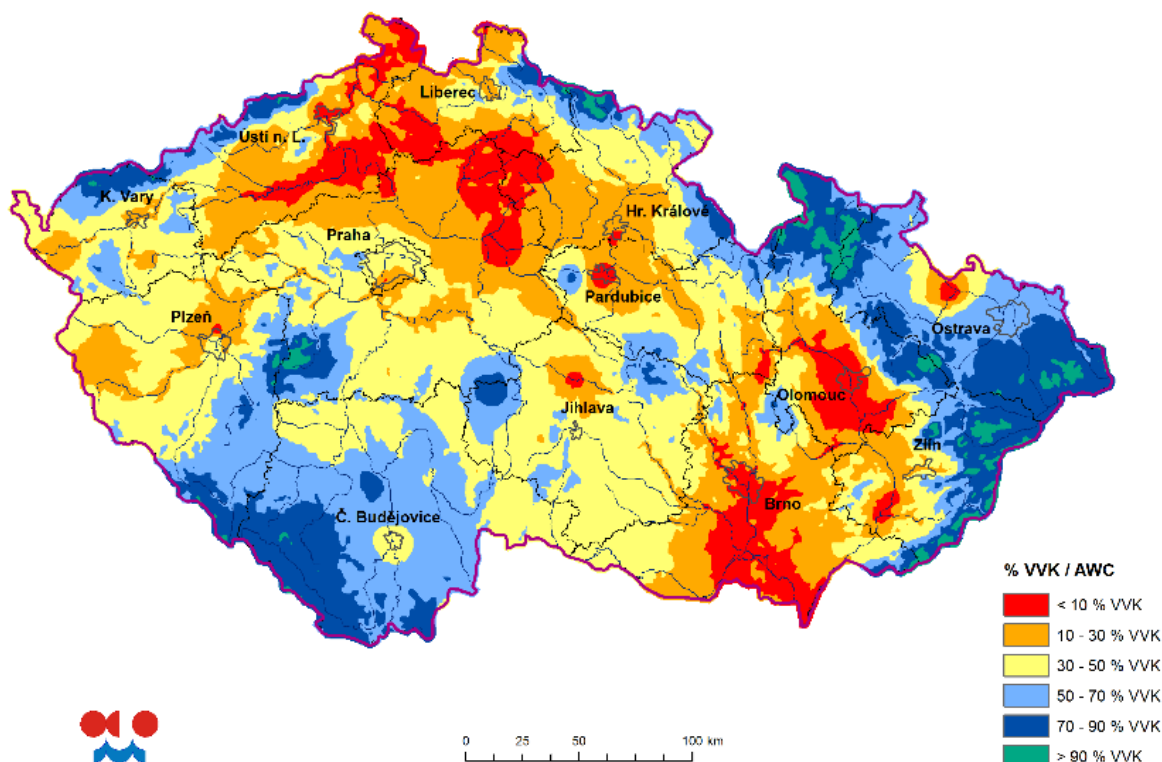 Liberec
Ústí n. L.
K. Vary
Hr. Králové
Praha
Pardubice
Plzeň
Ostrava
Olomouc
Jihlava
Zlín
Brno
Č. Budějovice
% VVK / AWC
< 10 % VVK
10 - 30 % VVK
30 - 50 % VVK
50 - 70 % VVK
70 - 90 % VVK
> 90 % VVK
0 25 50 100 km